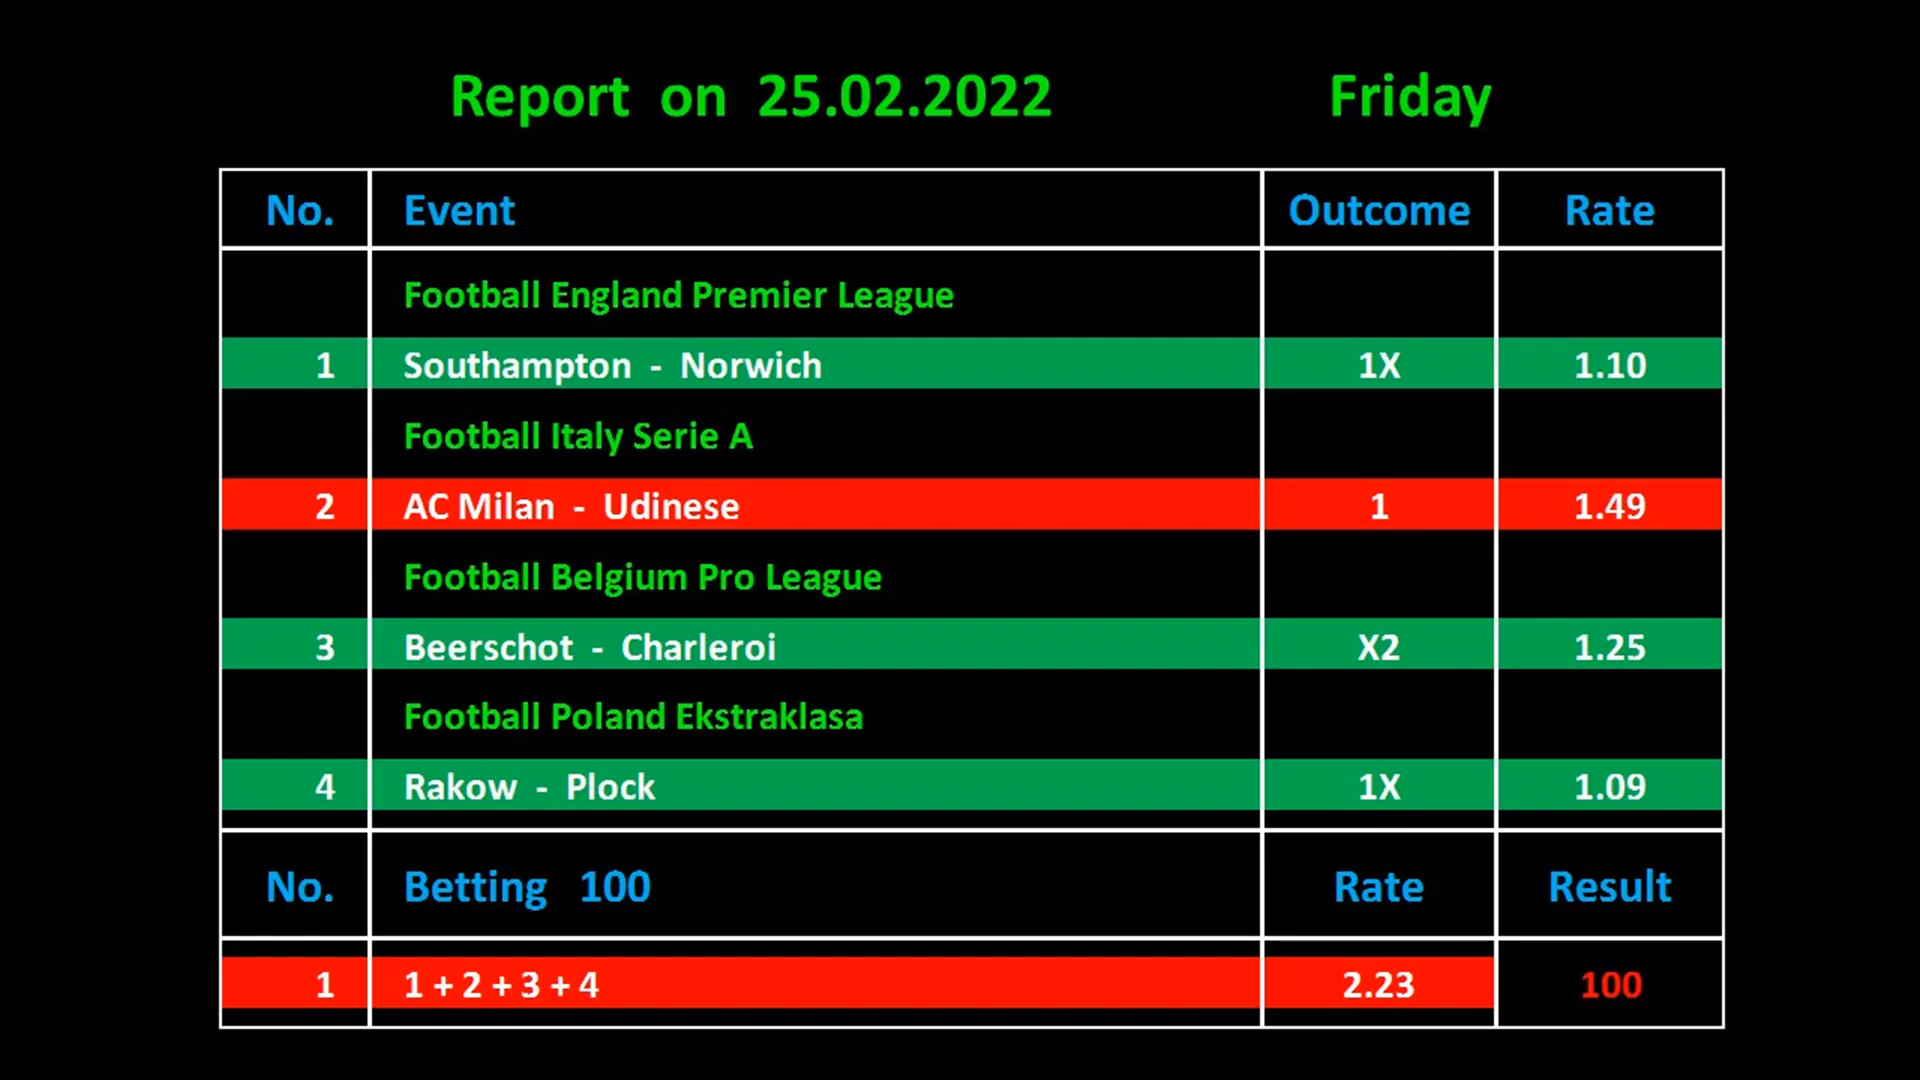 Report on 25.02.2022 Friday
No. Event Outcome Rate
Football England Premier League
1 Southampton - Norwich 1X 1.10
Football Italy Serie A
2 AC Milan - Udinese 1 1.49
Football Belgium Pro League
3 Beerschot - Charleroi X2 1.25
Football Poland Ekstraklasa
4 Rakow - Plock 1X 1.09
No. Betting 100 Rate Result
1 1 + 2 + 3 + 4 2.23 100